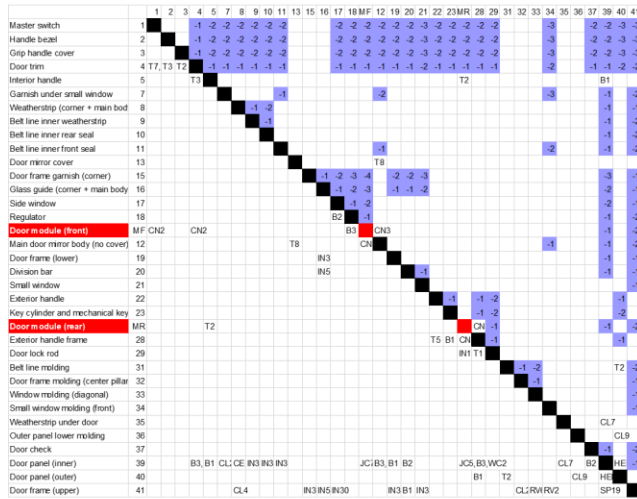 1 2 3 4 5 7 8 9 10 11 13 15 16 17 18 MF 12 19 20 21 22 23 MR 28 29 31 32 33 34 35 36 37 39 40 41
Master switch 1 -1 -2 -2 -2 -2 -2 -2 -2 -2 -2 -2 -2 -2 -2 -2 -2 -2 -2 -3 -2 -3 -2
Handle bezel 2 -1 -2 -2 -2 -2 -2 -2 -2 -2 -2 -2 -2 -2 -2 -2 -2 -2 -2 -3 -2 -2 -2
Grip handle cover 3 -1 -2 -2 -2 -2 -2 -2 -2 -2 -2 -2 -2 -2 -2 -2 -2 -2 -2 -3 -2 -2 -2
Door trim 4 T7, T3 T2 -1 -1 -1 -1 -1 -1 -1 -1 -1 -1 -1 -1 -1 -1 -1 -1 -1 -2 -1 -1 -1
Interior handle 5 T3 T2 B1
Garnish under small window 7 -1 -2 -3 -1
Weatherstrip (corner + main bod 8 -1 -2 -1
Belt line inner weatherstrip 9 -1 -1
Belt line inner rear seal 10 -1
Belt line inner front seal 11 -1 -2 -1
Door mirror cover 13 T8
Door frame garnish (corner) 15 -1 -2 -3 -4 -1 -2 -3 -3
Glass guide (corner + main body 16 -1 -2 -3 -1 -1 -2 -2
Side window 17 -1 -2 -1
Regulator 18 B2 -1 -1
Door module (front) MF CN2 CN2 B3 CN3 -1
Main door mirror body (no cover) 12 T8 CN -1 -1
Door frame (lower) 19 IN3 -1
Division bar 20 IN5 -1 -1
Small window 21
Exterior handle 22 -1 -1 -2 -1
Key cylinder and mechanical key 23 -1 -2 -2
Door module (rear) MR T2 CN -1 -1 -1
Exterior handle frame 28 T5 B1 CN -1 -1
Door lock rod 29 IN1 T1
Belt line molding 31 -1 -2 T2
Door frame molding (center pillar 32 -1
Window molding (diagonal) 33
Small window molding (front) 34
Weatherstrip under door 35 CL7
Outer panel lower molding 36 CL9
Door check 37 -1
Door panel (inner) 39 B3, B1 CE IN3 IN3 IN3 B3, B1 B2 JC5, B3, WC2 CL7 B2 HE
Door panel (outer) 40 B1 T2 CL9
Door frame (upper) 41 CL4 IN3 IN5 IN30 IN3 B1 IN3 SP19